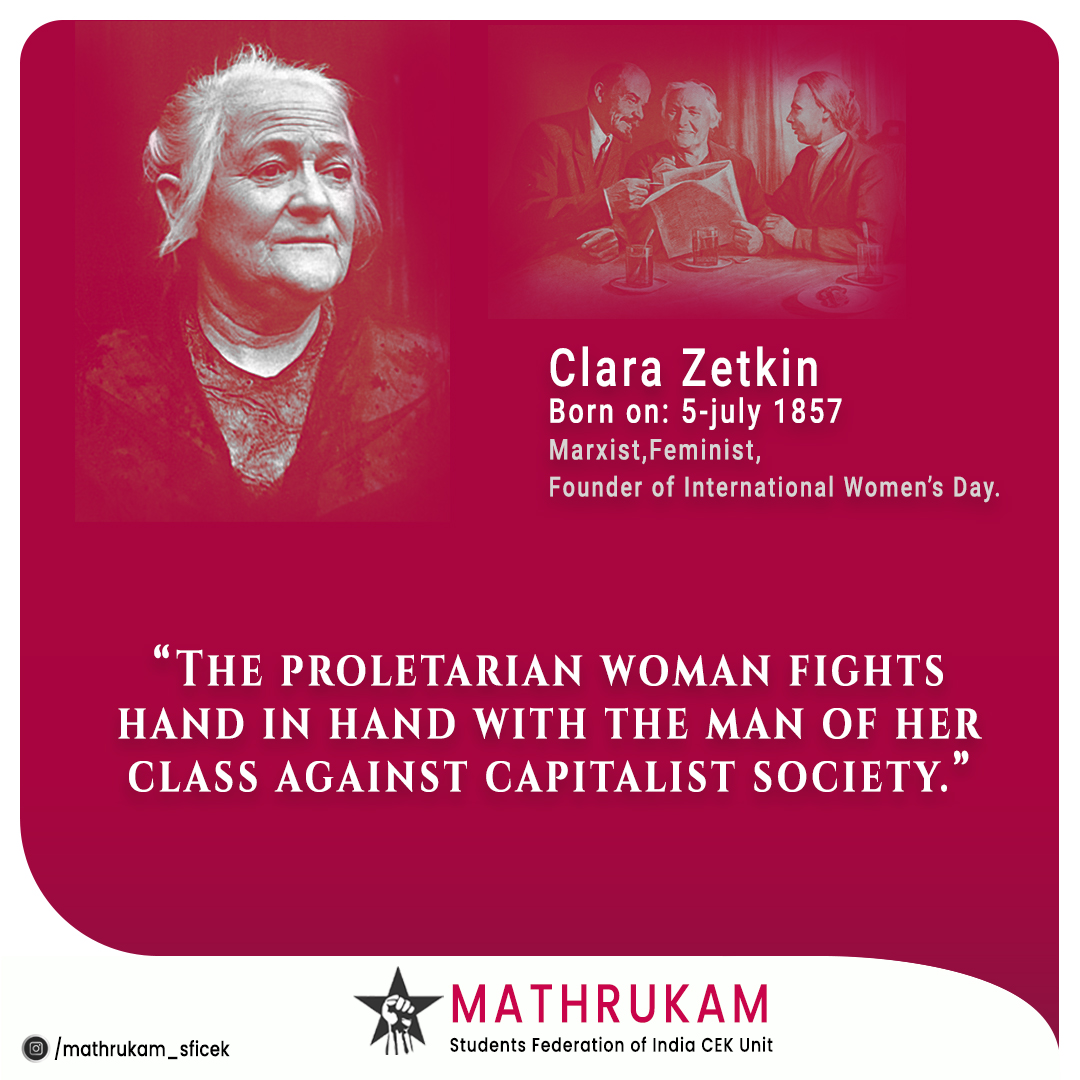 Clara Zetkin
Born on: 5-july 1857
Marxist,Feminist,
Founder of International Women’s Day.
“THE PROLETARIAN WOMAN FIGHTS
HAND IN HAND WITH THE MAN OF HER
CLASS AGAINST CAPITALIST SOCIETY.”
MATHRUKAM
Students Federation of India CEK Unit
/mathrukam_sficek